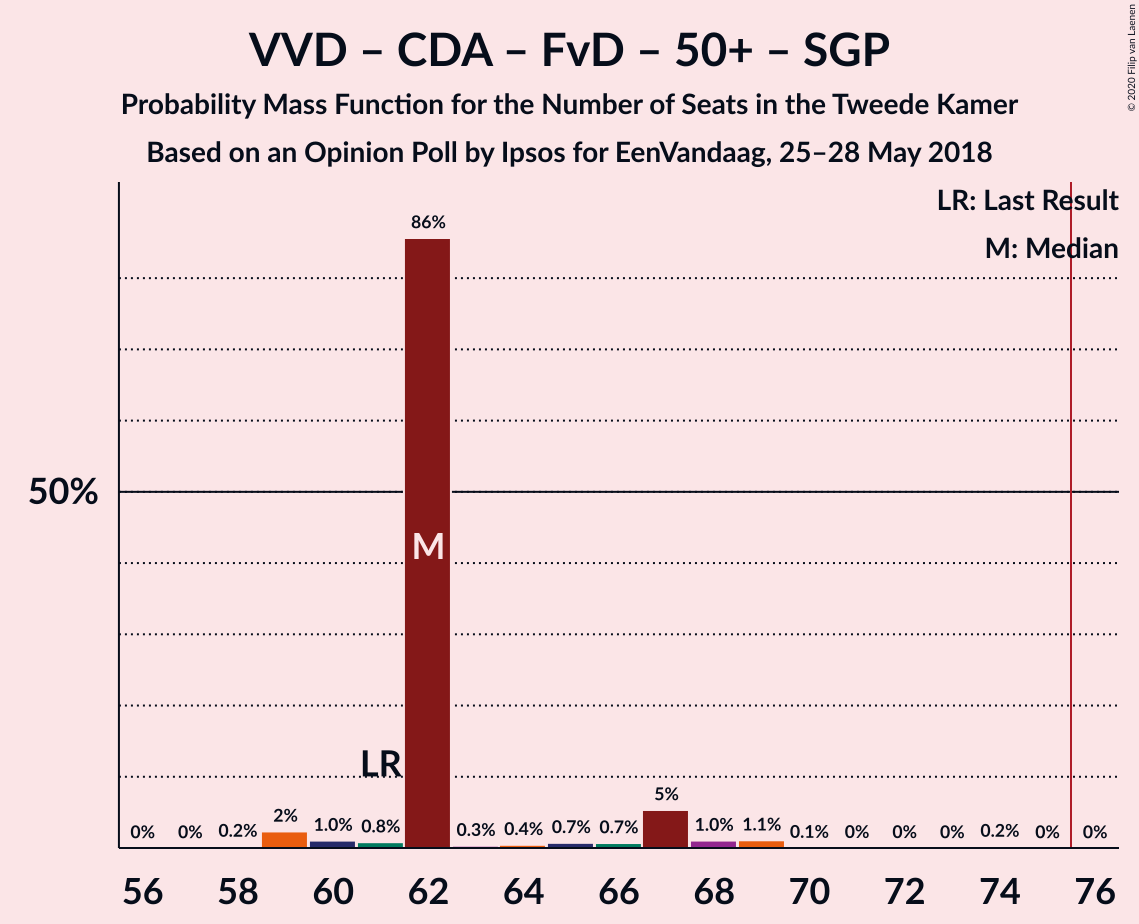 VVD – CDA – FvD – 50+ – SGP
Probability Mass Function for the Number of Seats in the Tweede Kamer
Based on an Opinion Poll by Ipsos for EenVandaag, 25–28 May 2018
© 2020 Filip van Laenen
LR: Last Result
M: Median
50%
86%
M
LR
0% 0% 0.2% 2% 1.0% 0.8% 0.3% 0.4% 0.7% 0.7% 5% 1.0% 1.1% 0.1% 0% 0% 0% 0.2% 0% 0%
56 58 60 62 64 66 68 70 72 74 76